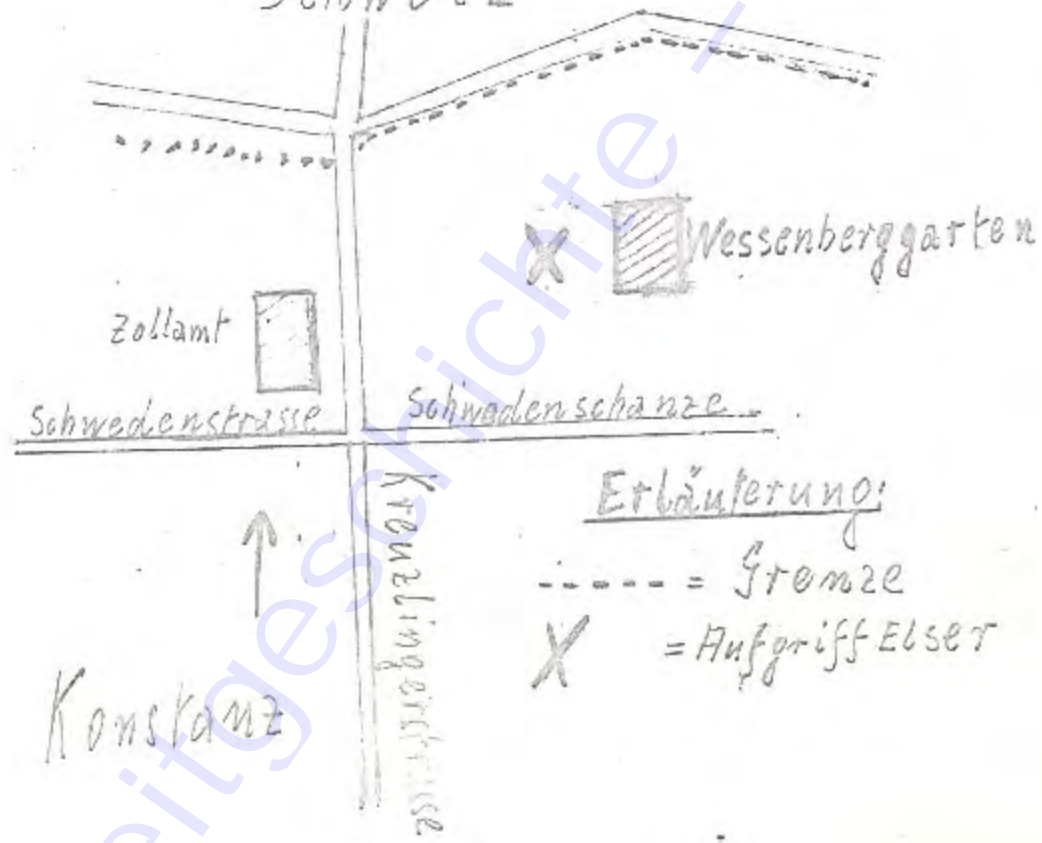 Wessenberggarten
Zollamt
Schwedenstrasse
Schwedenschanze
Kreuzlingerstrasse
Erläuterung:
----- = Grenze
X = Aufgriff Elser
Konstanz